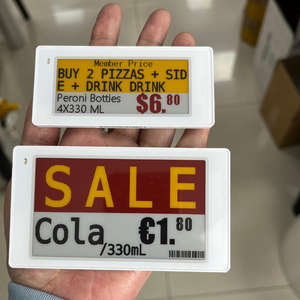 Member Price
BUY 2 PIZZAS + SID
E + DRINK DRINK
Peroni Bottles
4X330 ML
$6.80
SALE
Cola
/330mL
€1.80